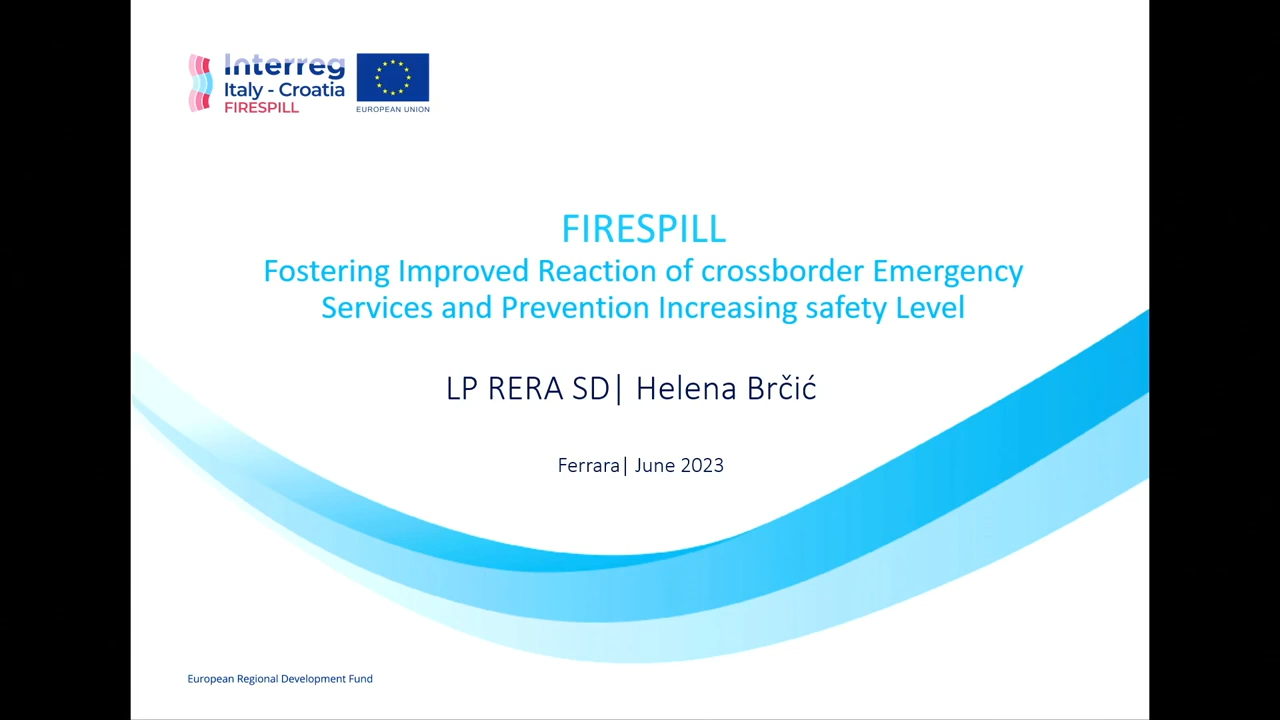 Interreg
Italy - Croatia
FIRESPILL
EUROPEAN UNION
FIRESPILL
Fostering Improved Reaction of crossborder Emergency
Services and Prevention Increasing safety Level
LP RERA SD| Helena Brčić
Ferrara| June 2023
European Regional Development Fund